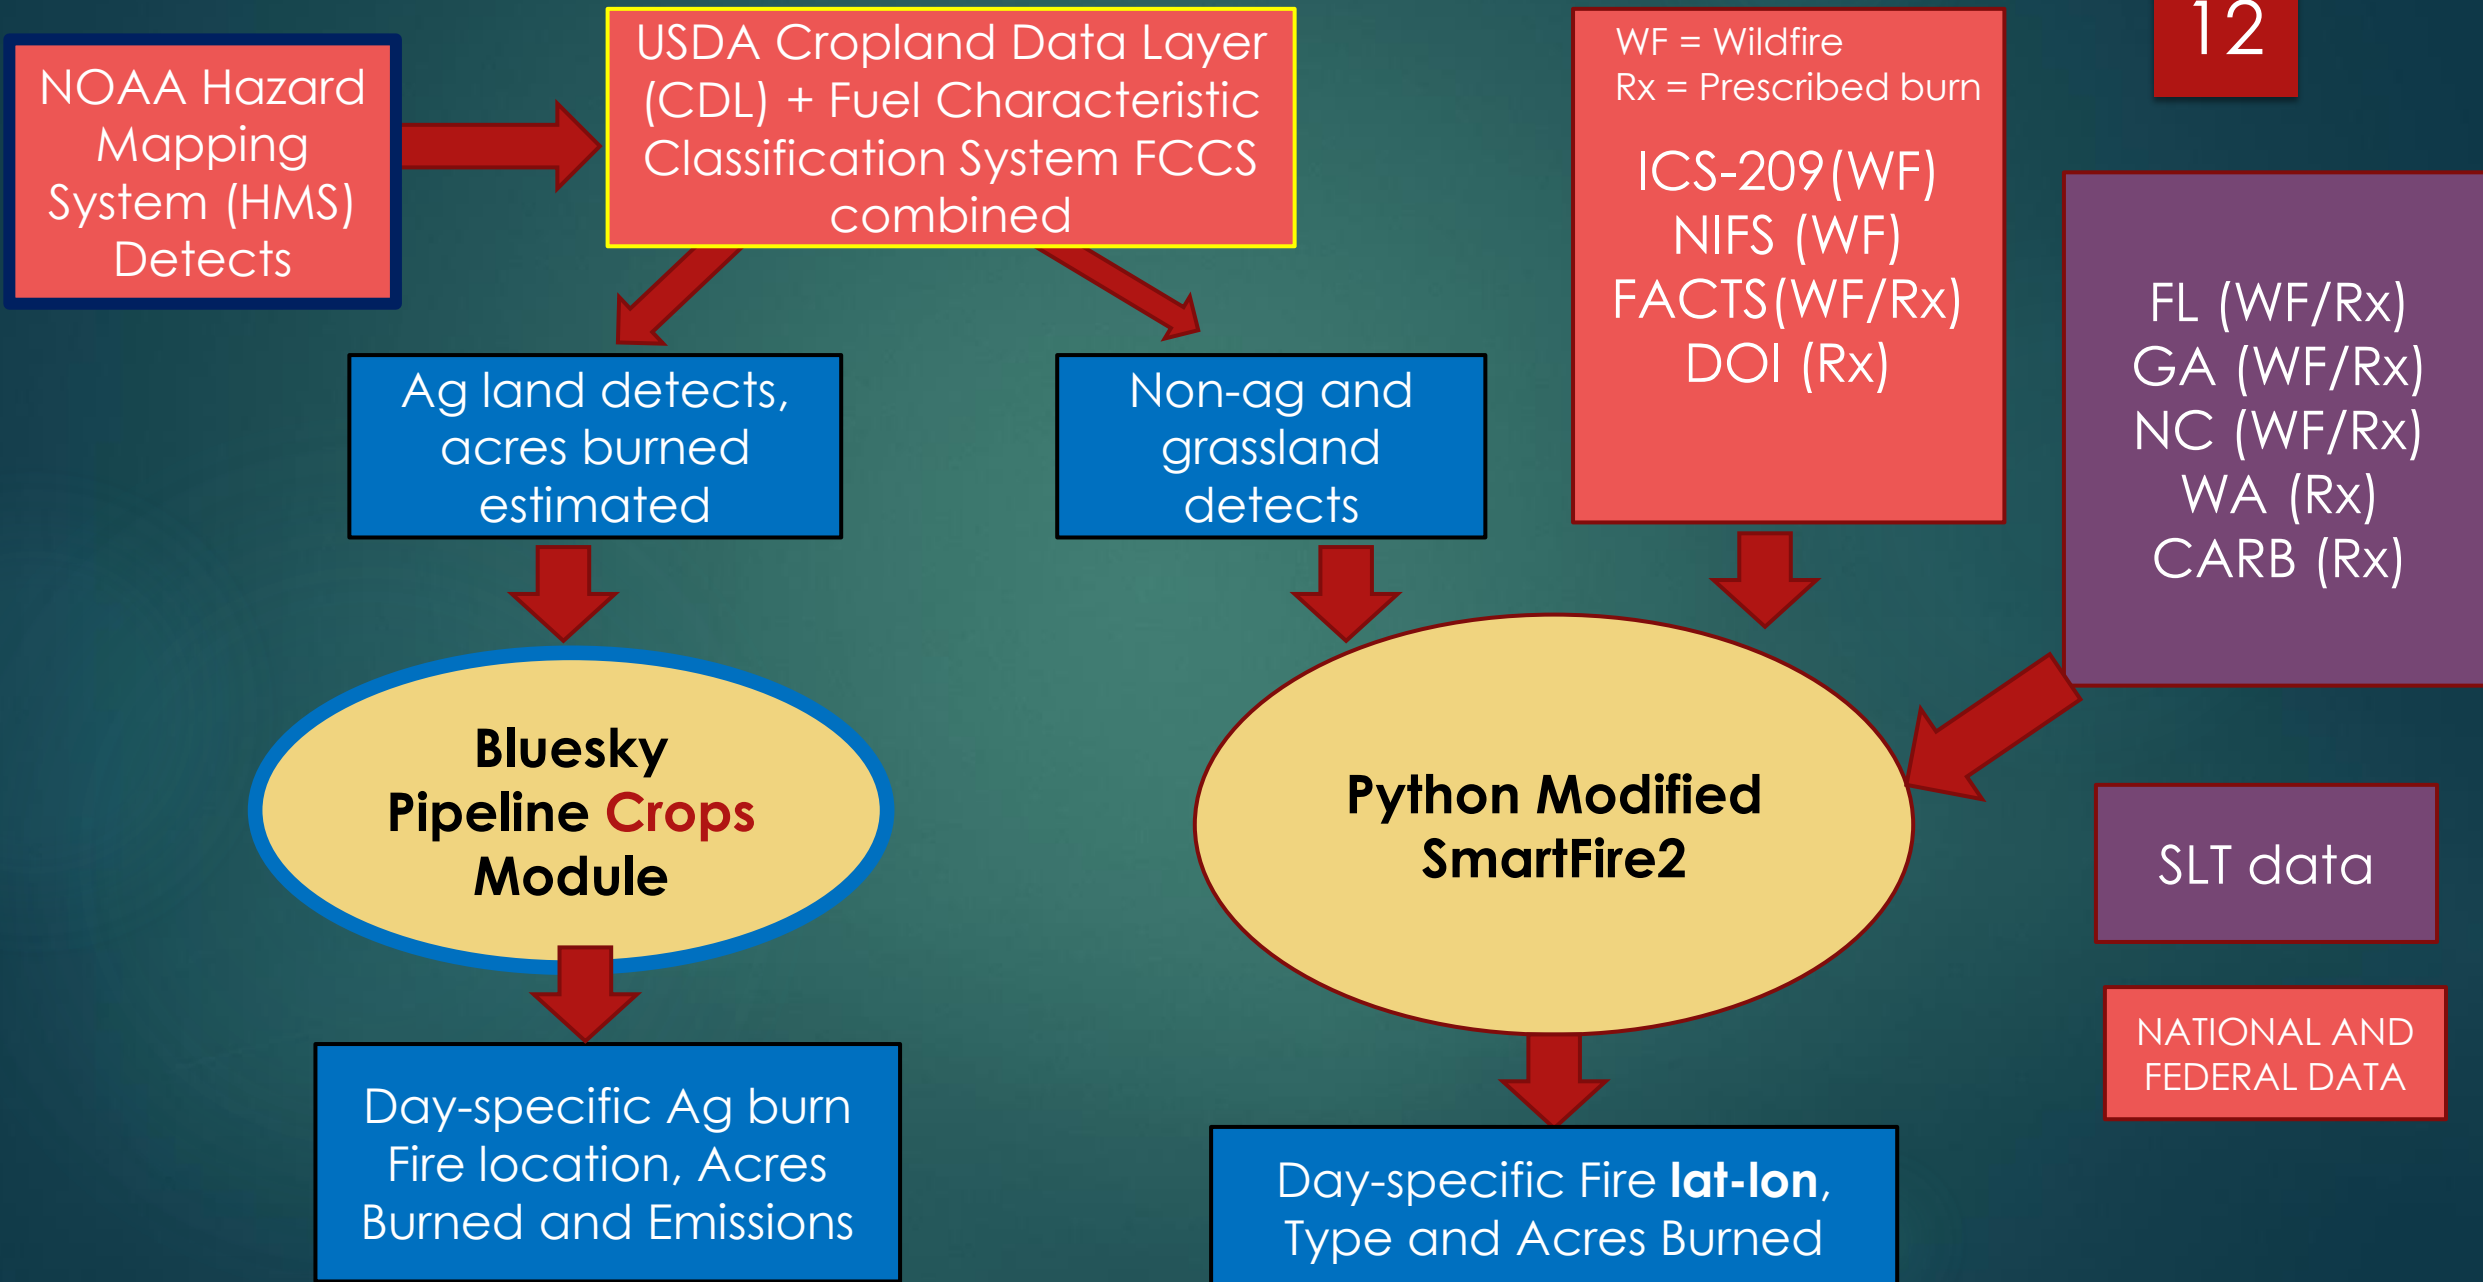 12
NOAA Hazard
Mapping
System (HMS)
Detects
USDA Cropland Data Layer
(CDL) + Fuel Characteristic
Classification System FCCS
combined
WF = Wildfire
Rx = Prescribed burn
ICS-209(WF)
NIFS (WF)
FACTS(WF/Rx)
DOI (Rx)
FL (WF/Rx)
GA (WF/Rx)
NC (WF/Rx)
WA (Rx)
CARB (Rx)
Ag land detects,
acres burned
estimated
Non-ag and
grassland
detects
Bluesky
Pipeline Crops
Module
Python Modified
SmartFire2
SLT data
NATIONAL AND
FEDERAL DATA
Day-specific Ag burn
Fire location, Acres
Burned and Emissions
Day-specific Fire lat-lon,
Type and Acres Burned